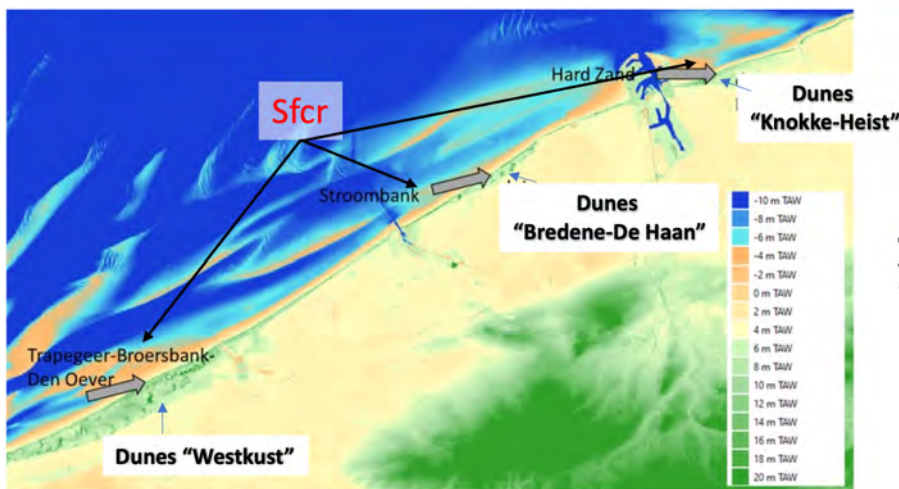 Hard Zand
Sfcr
Dunes
“Knokke-Heist”
Stroombank
Dunes
“Bredene-De Haan”
Trapegeer-Broersbank-
Den Oever
Dunes “Westkust”
-10 m TAW
-8 m TAW
-6 m TAW
-4 m TAW
-2 m TAW
0 m TAW
2 m TAW
4 m TAW
6 m TAW
8 m TAW
10 m TAW
12 m TAW
14 m TAW
16 m TAW
18 m TAW
20 m TAW